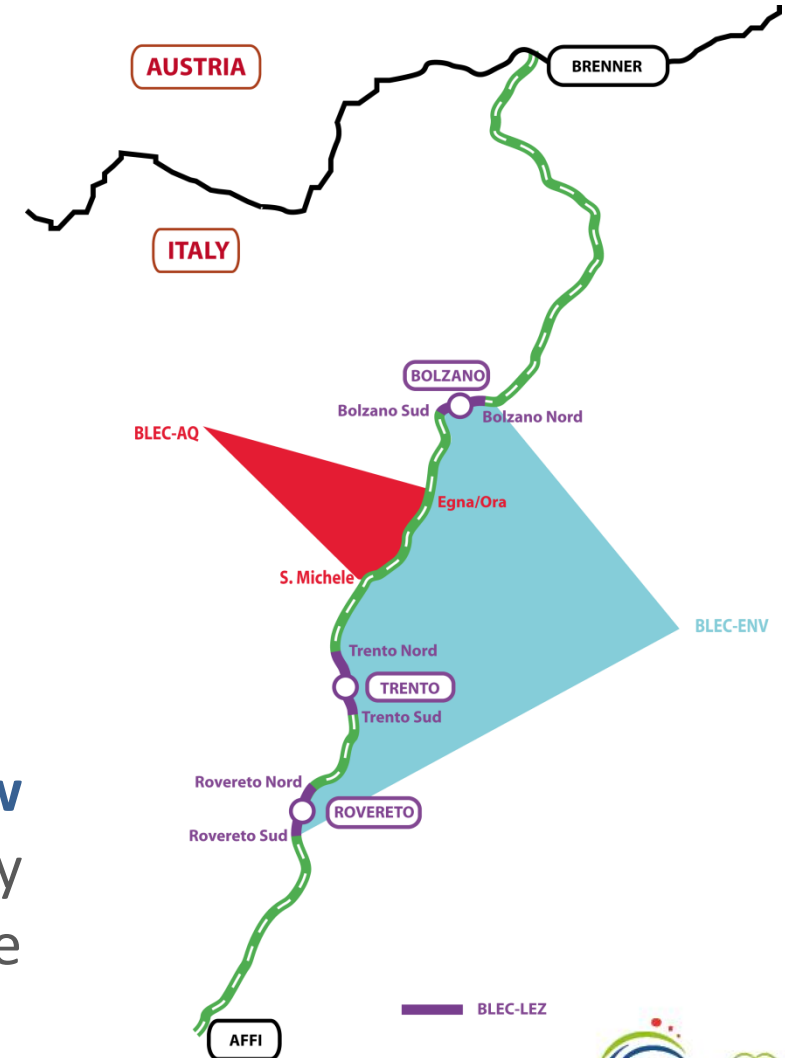 AUSTRIA
BRENNER
ITALY
BOLZANO
Bolzano Sud
Bolzano Nord
BLEC-AQ
Egna/Ora
S. Michele
BLEC-ENV
Trento Nord
TRENTO
Trento Sud
Rovereto Nord
ROVERETO
Rovereto Sud
BLEC-LEZ
AFFI